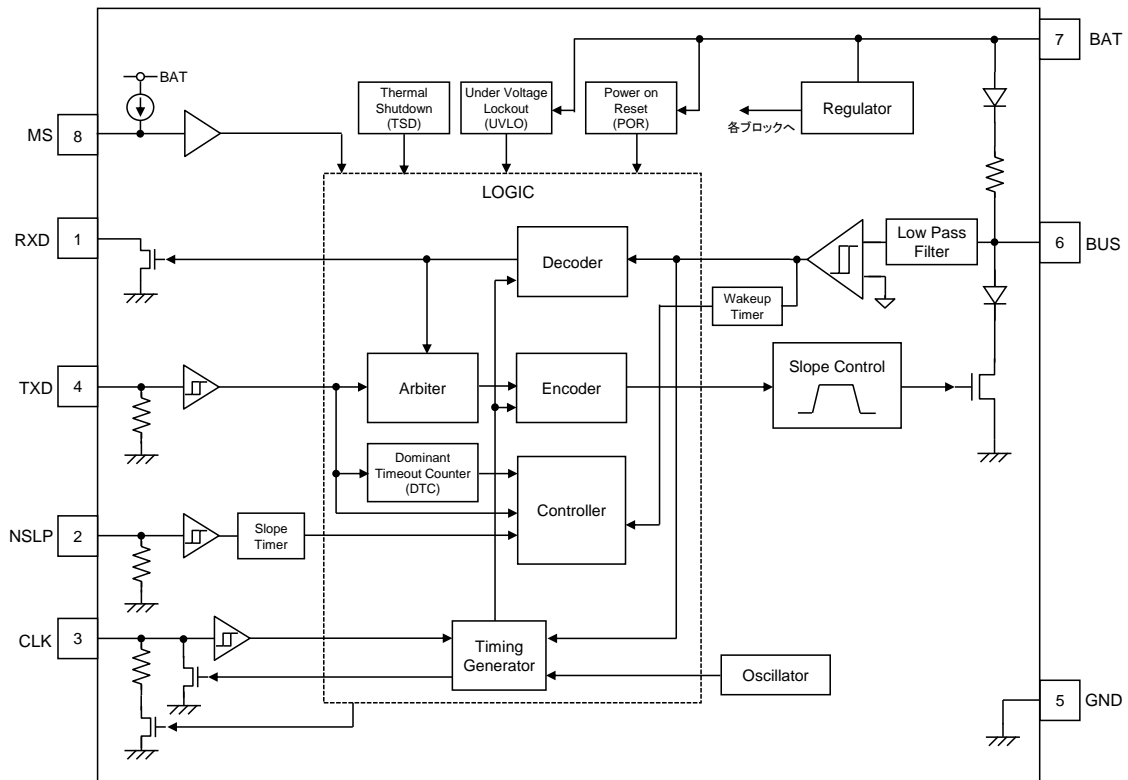 7
BAT
BAT
MS
8
Thermal
Shutdown
(TSD)
Under Voltage
Lockout
(UVLO)
Power on
Reset
(POR)
各ブロックへ
Regulator
LOGIC
RXD
1
Decoder
Low Pass
Filter
6
BUS
Wakeup
Timer
TXD
4
Arbiter
Encoder
Slope Control
Dominant
Timeout Counter
(DTC)
Controller
NSLP
2
Slope
Timer
CLK
3
Timing
Generator
Oscillator
5
GND